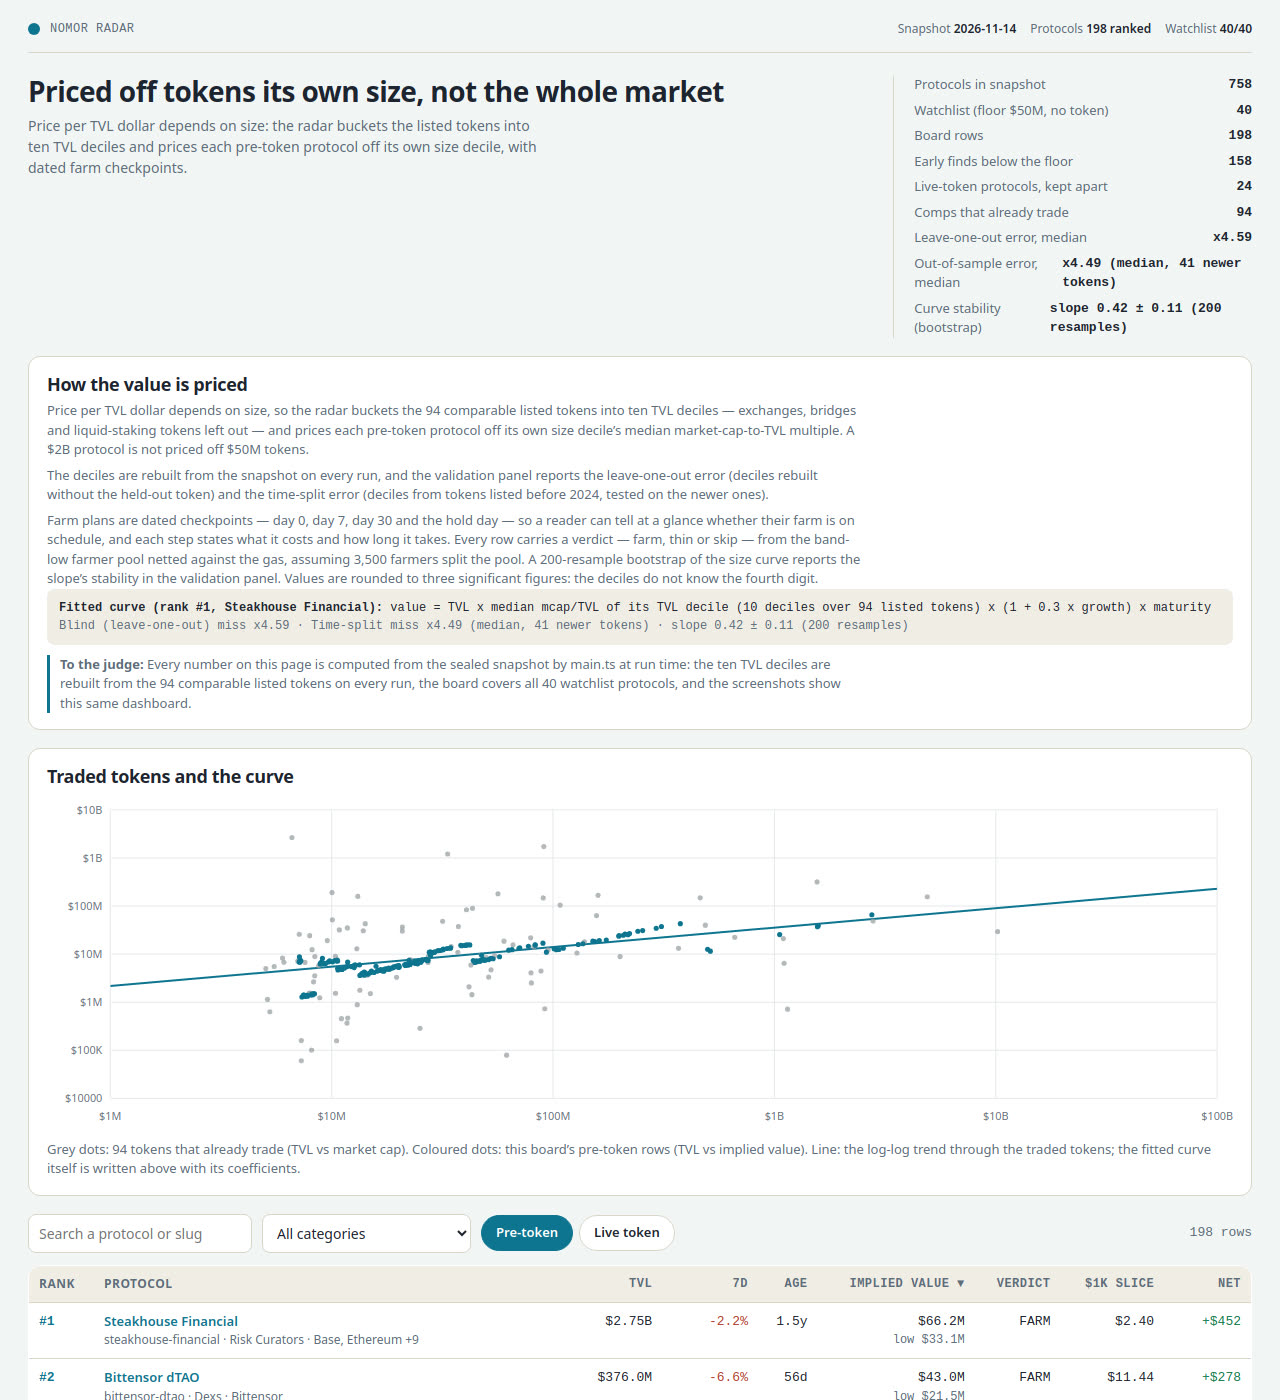 NOMOR RADAR
Snapshot 2026-11-14 Protocols 198 ranked Watchlist 40/40
Priced off tokens its own size, not the whole market
Price per TVL dollar depends on size: the radar buckets the listed tokens into
ten TVL deciles and prices each pre-token protocol off its own size decile, with
dated farm checkpoints.
Protocols in snapshot 758
Watchlist (floor $50M, no token) 40
Board rows 198
Early finds below the floor 158
Live-token protocols, kept apart 24
Comps that already trade 94
Leave-one-out error, median x4.59
Out-of-sample error, median x4.49 (median, 41 newer tokens)
Curve stability (bootstrap) slope 0.42 ± 0.11 (200 resamples)
How the value is priced
Price per TVL dollar depends on size, so the radar buckets the 94 comparable listed tokens into ten TVL deciles — exchanges, bridges
and liquid-staking tokens left out — and prices each pre-token protocol off its own size decile's median market-cap-to-TVL multiple. A
$2B protocol is not priced off $50M tokens.
The deciles are rebuilt from the snapshot on every run, and the validation panel reports the leave-one-out error (deciles rebuilt
without the held-out token) and the time-split error (deciles from tokens listed before 2024, tested on the newer ones).
Farm plans are dated checkpoints — day 0, day 7, day 30 and the hold day — so a reader can tell at a glance whether their farm is on
schedule, and each step states what it costs and how long it takes. Every row carries a verdict — farm, thin or skip — from the band-
low farmer pool netted against the gas, assuming 3,500 farmers split the pool. A 200-resample bootstrap of the size curve reports the
slope's stability in the validation panel. Values are rounded to three significant figures: the deciles do not know the fourth digit.
Fitted curve (rank #1, Steakhouse Financial): value = TVL x median mcap/TVL of its TVL decile (10 deciles over 94 listed tokens) x (1 + 0.3 x growth) x maturity
Blind (leave-one-out) miss x4.59 · Time-split miss x4.49 (median, 41 newer tokens) · slope 0.42 ± 0.11 (200 resamples)
To the judge: Every number on this page is computed from the sealed snapshot by main.ts at run time: the ten TVL deciles are
rebuilt from the 94 comparable listed tokens on every run, the board covers all 40 watchlist protocols, and the screenshots show
this same dashboard.
Traded tokens and the curve
$10B
$1B
$100M
$10M
$1M
$100K
$10000
$1M $10M $100M $1B $10B $100B
Grey dots: 94 tokens that already trade (TVL vs market cap). Coloured dots: this board's pre-token rows (TVL vs implied value). Line: the log-log trend through the traded tokens; the fitted curve
itself is written above with its coefficients.
Search a protocol or slug All categories Pre-token Live token 198 rows
RANK PROTOCOL TVL 7D AGE IMPLIED VALUE ▼ VERDICT $1K SLICE NET
#1 Steakhouse Financial $2.75B -2.2% 1.5y $66.2M FARM $2.40 +$452
steakhouse-financial · Risk Curators · Base, Ethereum +9 low $33.1M
#2 Bittensor dTAO $376.0M -6.6% 56d $43.0M FARM $11.44 +$278
bittensor-dtao · Dexs · Bittensor low $21.5M